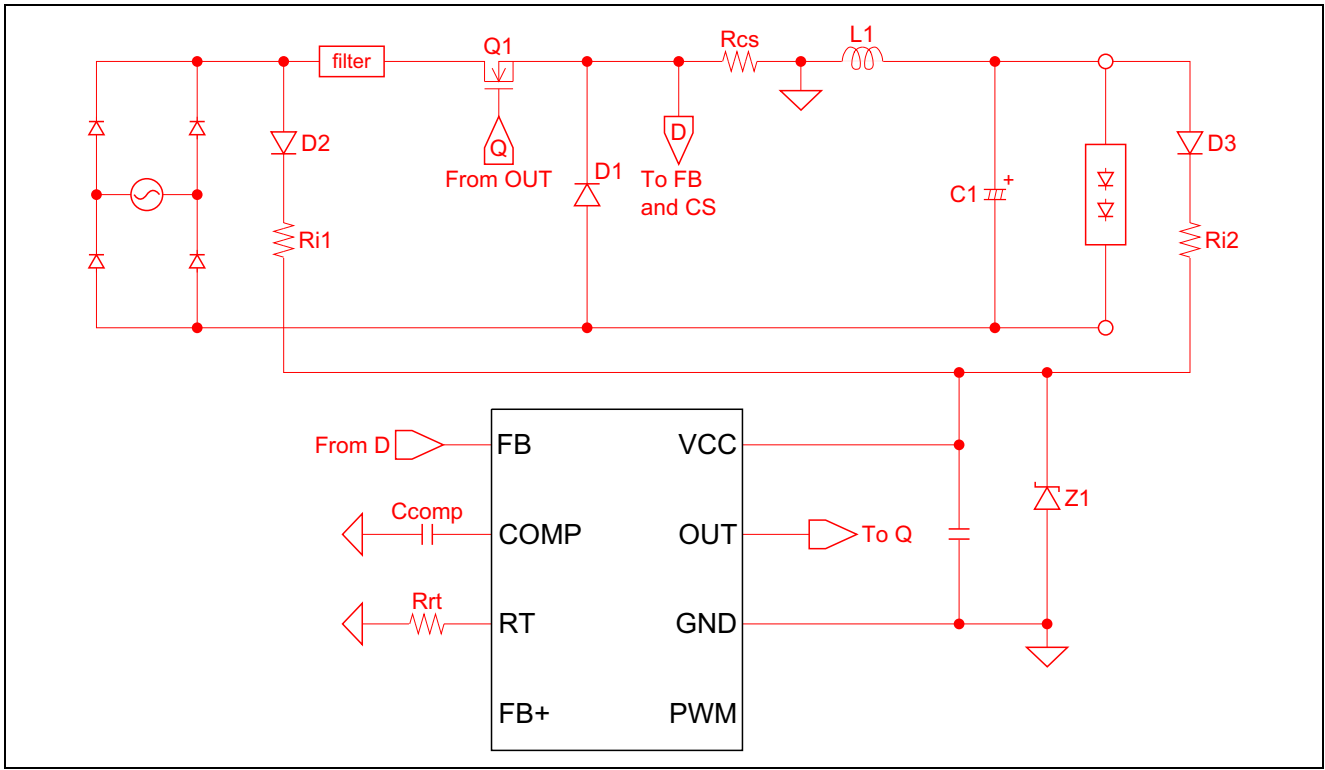 filter
Q1
Rcs
L1
D2
Q
From OUT
D1
D
To FB
and CS
C1
+
D3
Ri1
Ri2
From D
FB
VCC
Ccomp
COMP
OUT
To Q
Z1
Rrt
RT
GND
FB+
PWM